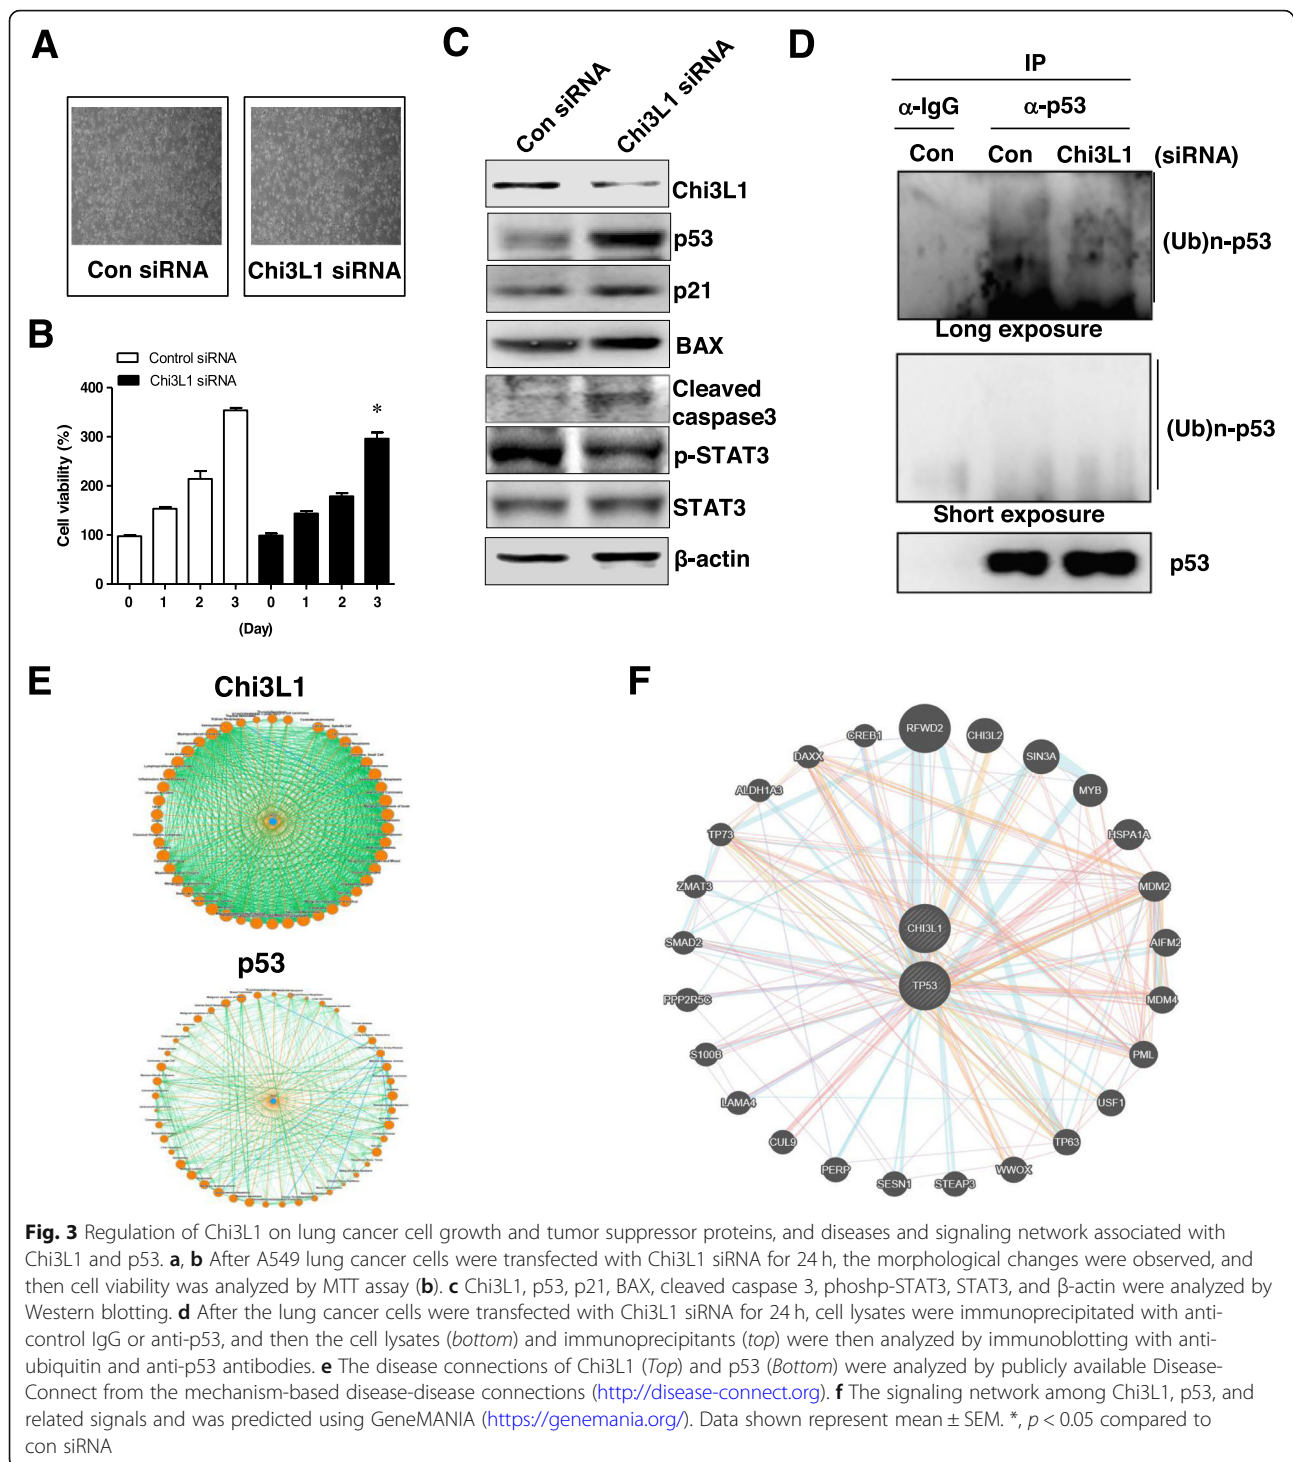 A
Con siRNA
Chi3L1 siRNA
B
Control siRNA
Chi3L1 siRNA
Cell viability (%)
400
300
200
100
0
*
0 1 2 3 0 1 2 3
(Day)
C
Con siRNA
Chi3L1 siRNA
Chi3L1
p53
p21
BAX
Cleaved
caspase3
p-STAT3
STAT3
β-actin
D
IP
α-IgG α-p53
Con Con Chi3L1 (siRNA)
(Ub)n-p53
Long exposure
(Ub)n-p53
Short exposure
p53
E
Chi3L1
p53
F
RFWD2
CHI3L2
SIN3A
MYB
HSPA1A
MDM2
AIFM2
MDM4
PML
USF1
TP63
WWOX
STEAP3
SESN1
PERP
CUL9
LAMA4
S100B
PPP2R5C
SMAD2
ZMAT3
TP73
ALDH1A3
DAXX
CREB1
CHI3L1
TP53
Fig. 3 Regulation of Chi3L1 on lung cancer cell growth and tumor suppressor proteins, and diseases and signaling network associated with
Chi3L1 and p53. a, b After A549 lung cancer cells were transfected with Chi3L1 siRNA for 24 h, the morphological changes were observed, and
then cell viability was analyzed by MTT assay (b). c Chi3L1, p53, p21, BAX, cleaved caspase 3, phoshp-STAT3, STAT3, and β-actin were analyzed by
Western blotting. d After the lung cancer cells were transfected with Chi3L1 siRNA for 24 h, cell lysates were immunoprecipitated with anti-
control IgG or anti-p53, and then the cell lysates (bottom) and immunoprecipitants (top) were then analyzed by immunoblotting with anti-
ubiquitin and anti-p53 antibodies. e The disease connections of Chi3L1 (Top) and p53 (Bottom) were analyzed by publicly available Disease-
Connect from the mechanism-based disease-disease connections (http://disease-connect.org). f The signaling network among Chi3L1, p53, and
related signals and was predicted using GeneMANIA (https://genemania.org/). Data shown represent mean ± SEM. *, p < 0.05 compared to
con siRNA